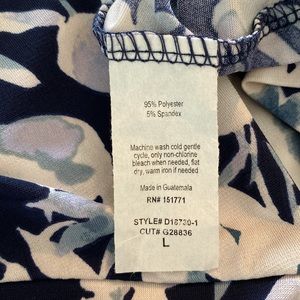 95% Polyester
5% Spandex
Machine wash cold gentle
cycle, only non-chlorine
bleach when needed, flat
dry, warm iron if needed
Made in Guatemala
RN# 151771
STYLE# D18730-1
CUT# G28836
L